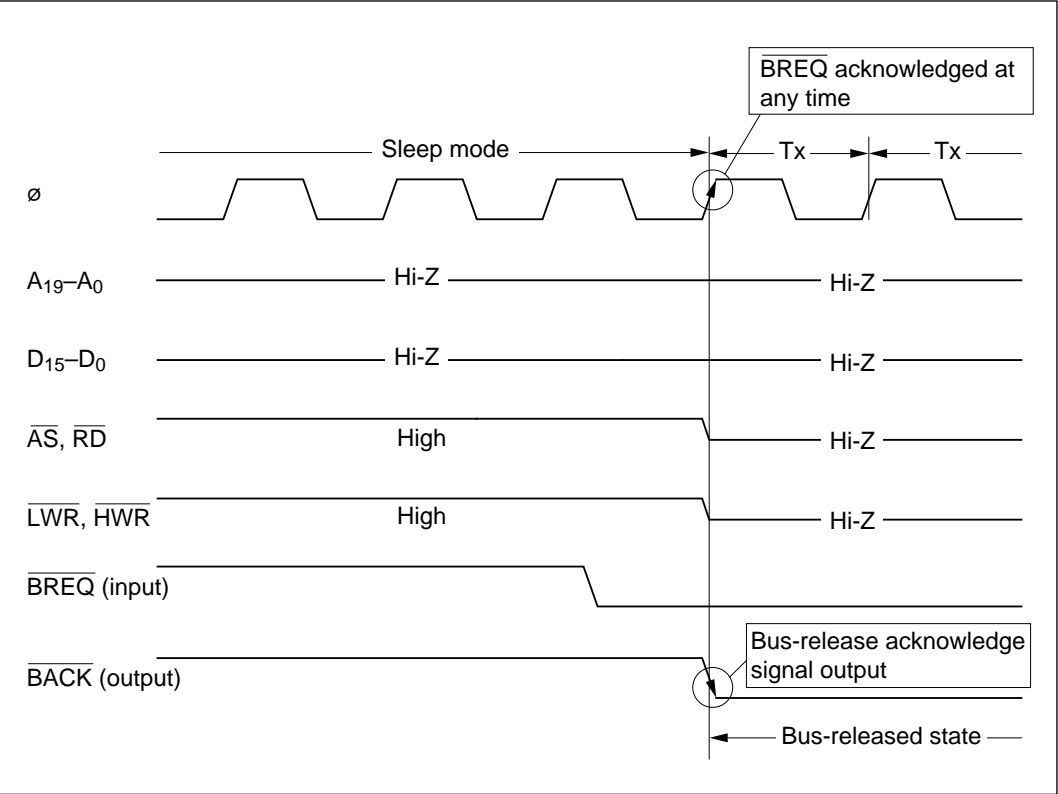 BREQ acknowledged at
any time
Sleep mode
Tx
Tx
ø
A19–A0
Hi-Z
Hi-Z
D15–D0
Hi-Z
Hi-Z
AS, RD
High
Hi-Z
LWR, HWR
High
Hi-Z
BREQ (input)
Bus-release acknowledge
signal output
BACK (output)
Bus-released state